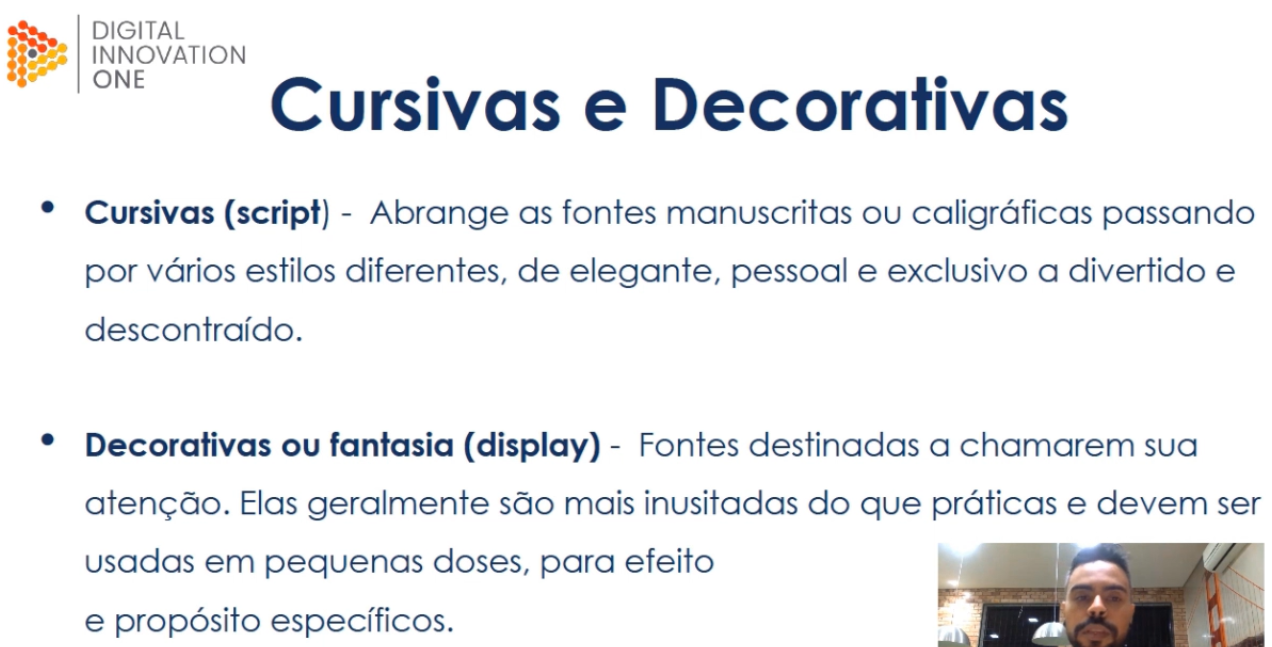 DIGITAL
INNOVATION
ONE
Cursivas e Decorativas
• Cursivas (script) - Abrange as fontes manuscritas ou caligráficas passando
por vários estilos diferentes, de elegante, pessoal e exclusivo a divertido e
descontraído.
• Decorativas ou fantasia (display) - Fontes destinadas a chamarem sua
atenção. Elas geralmente são mais inusitadas do que práticas e devem ser
usadas em pequenas doses, para efeito
e propósito específicos.